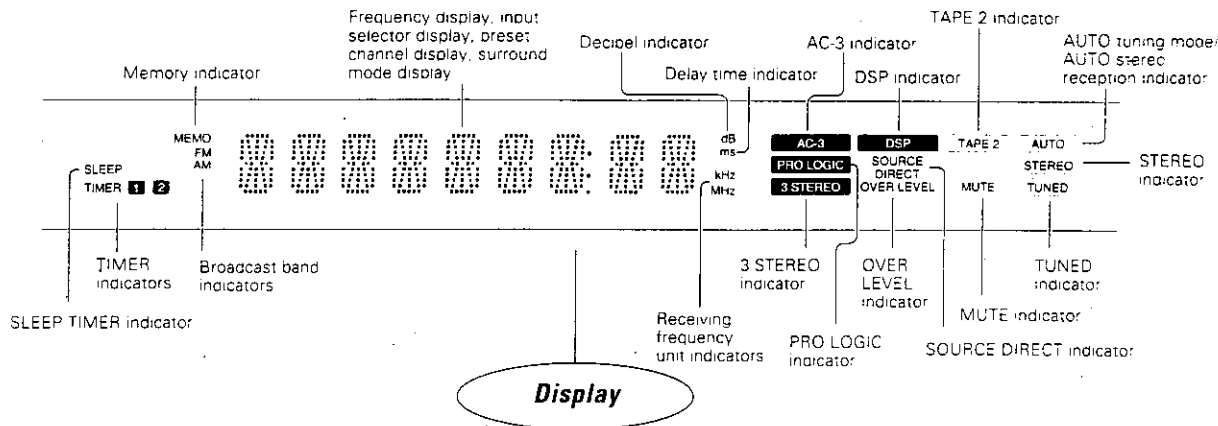 Frequency display, input
selector display, preset
channel display, surround
mode display
Memory indicator
Decibel indicator
Delay time indicator
AC-3 indicator
DSP indicator
TAPE 2 indicator
AUTO tuning mode/
AUTO stereo
reception indicator
MEMO
FM
AM
SLEEP
TIMER 1 2
dB
ms
kHz
MHz
AC-3
PRO LOGIC
3 STEREO
DSP
SOURCE
DIRECT
OVER LEVEL
TAPE 2
MUTE
AUTO
STEREO
TUNED
STEREO
indicator
TIMER
indicators
Broadcast band
indicators
SLEEP TIMER indicator
Receiving
frequency
unit indicators
3 STEREO
indicator
PRO LOGIC
indicator
OVER
LEVEL
indicator
SOURCE DIRECT indicator
MUTE indicator
TUNED
indicator
Display